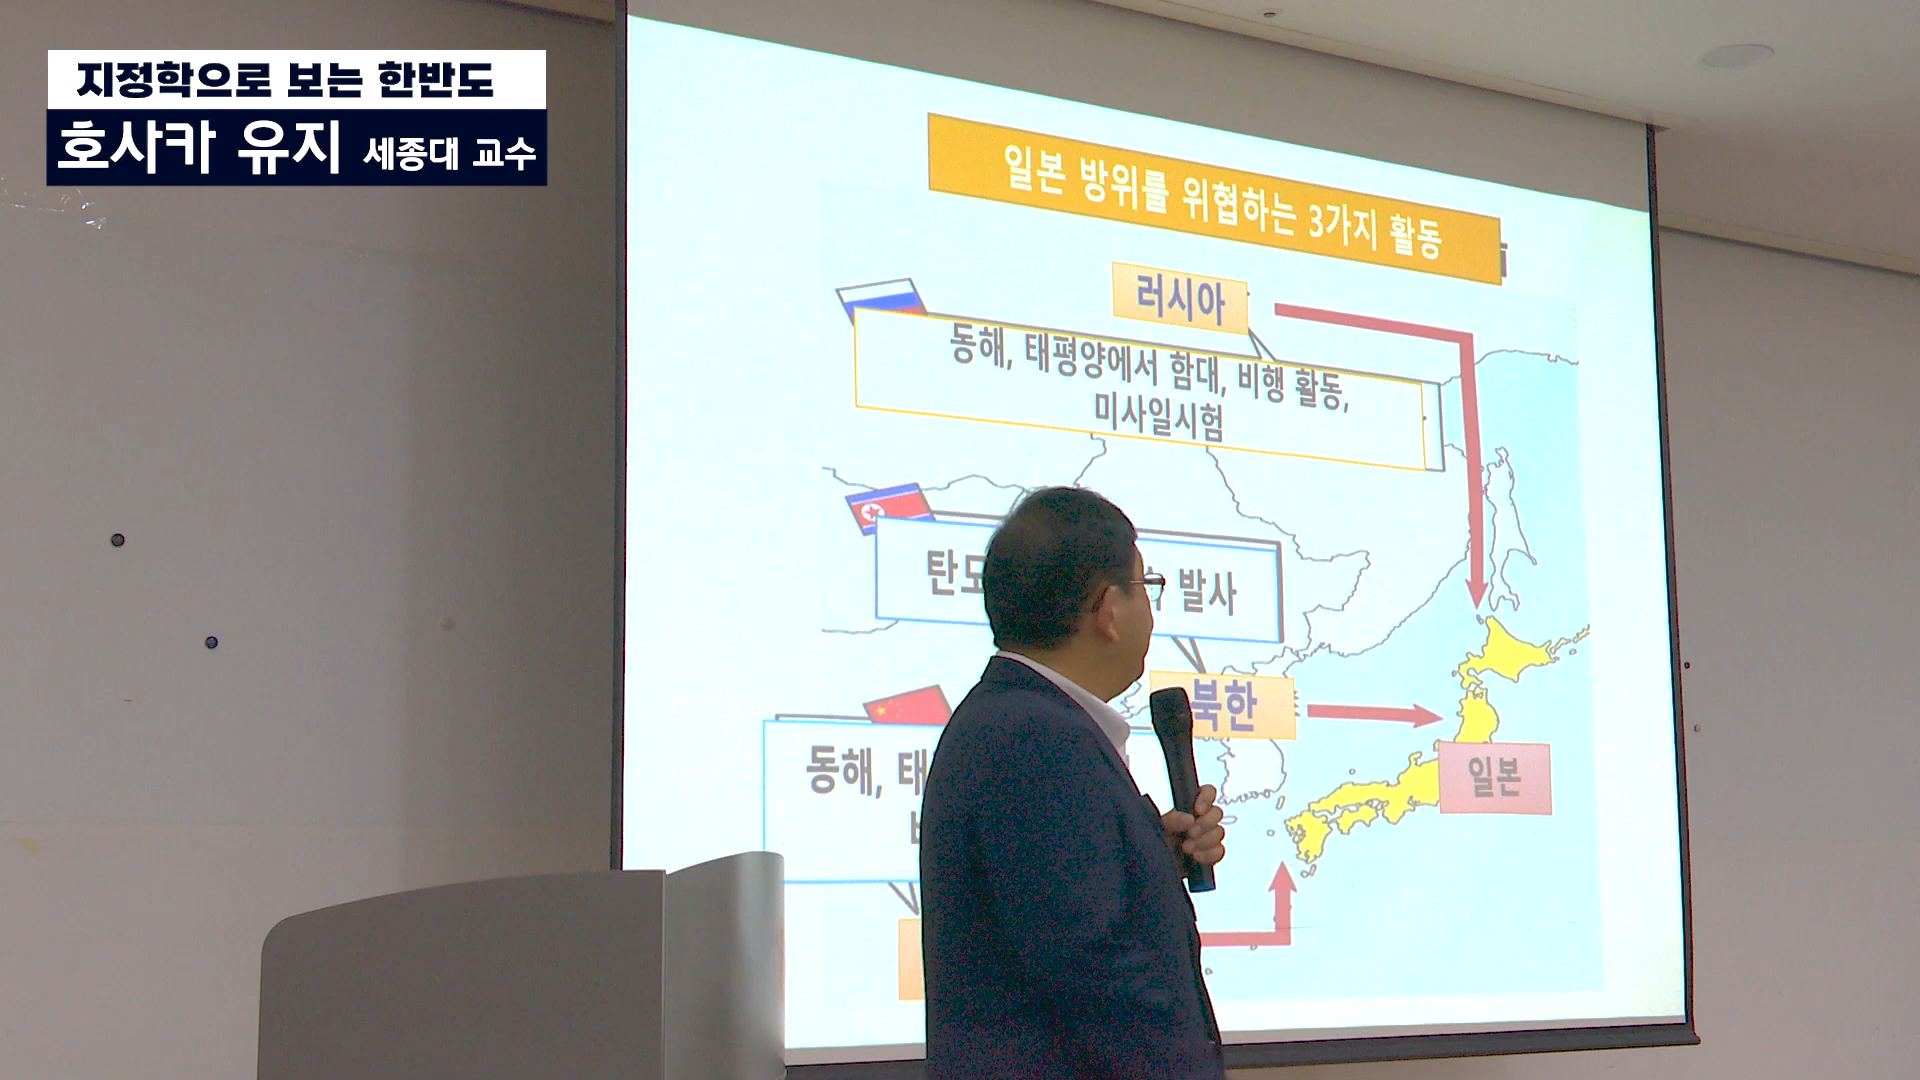 지정학으로 보는 한반도
호사카 유지 세종대 교수
일본 방위를 위협하는 3가지 활동
러시아
동해, 태평양에서 함대, 비행 활동,
미사일시험
발사
북한
일본
동해,